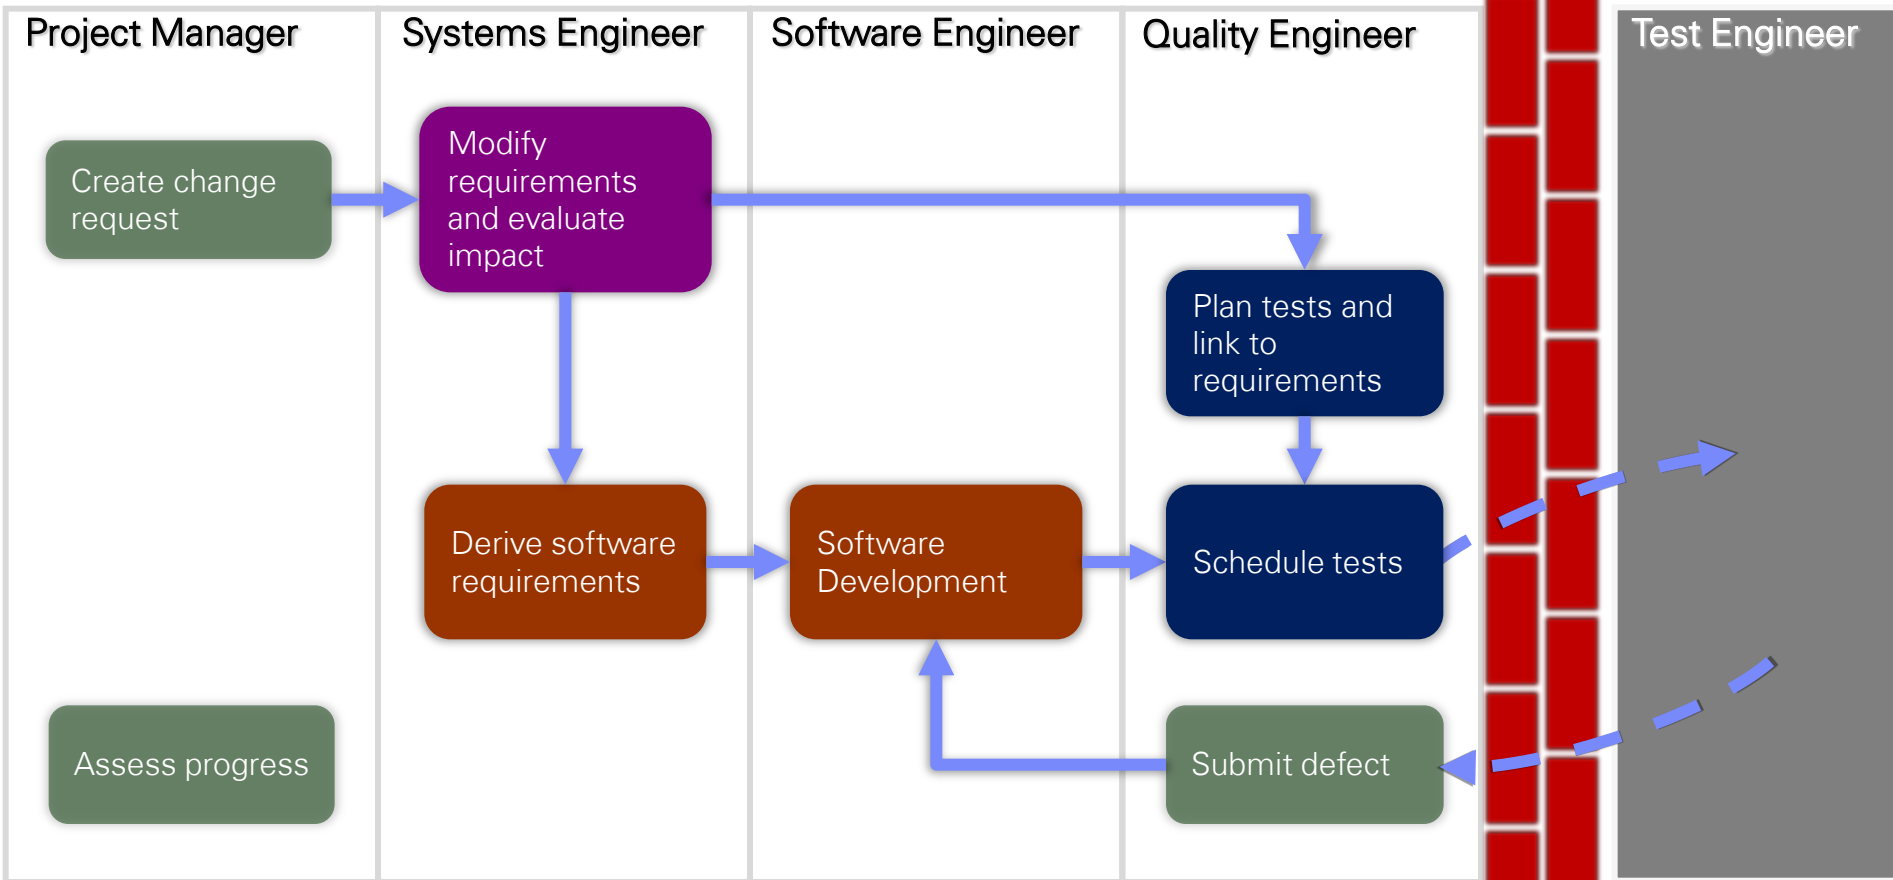 Project Manager
Systems Engineer
Software Engineer
Quality Engineer
Test Engineer
Create change
request
Modify
requirements
and evaluate
impact
Plan tests and
link to
requirements
Derive software
requirements
Software
Development
Schedule tests
Assess progress
Submit defect